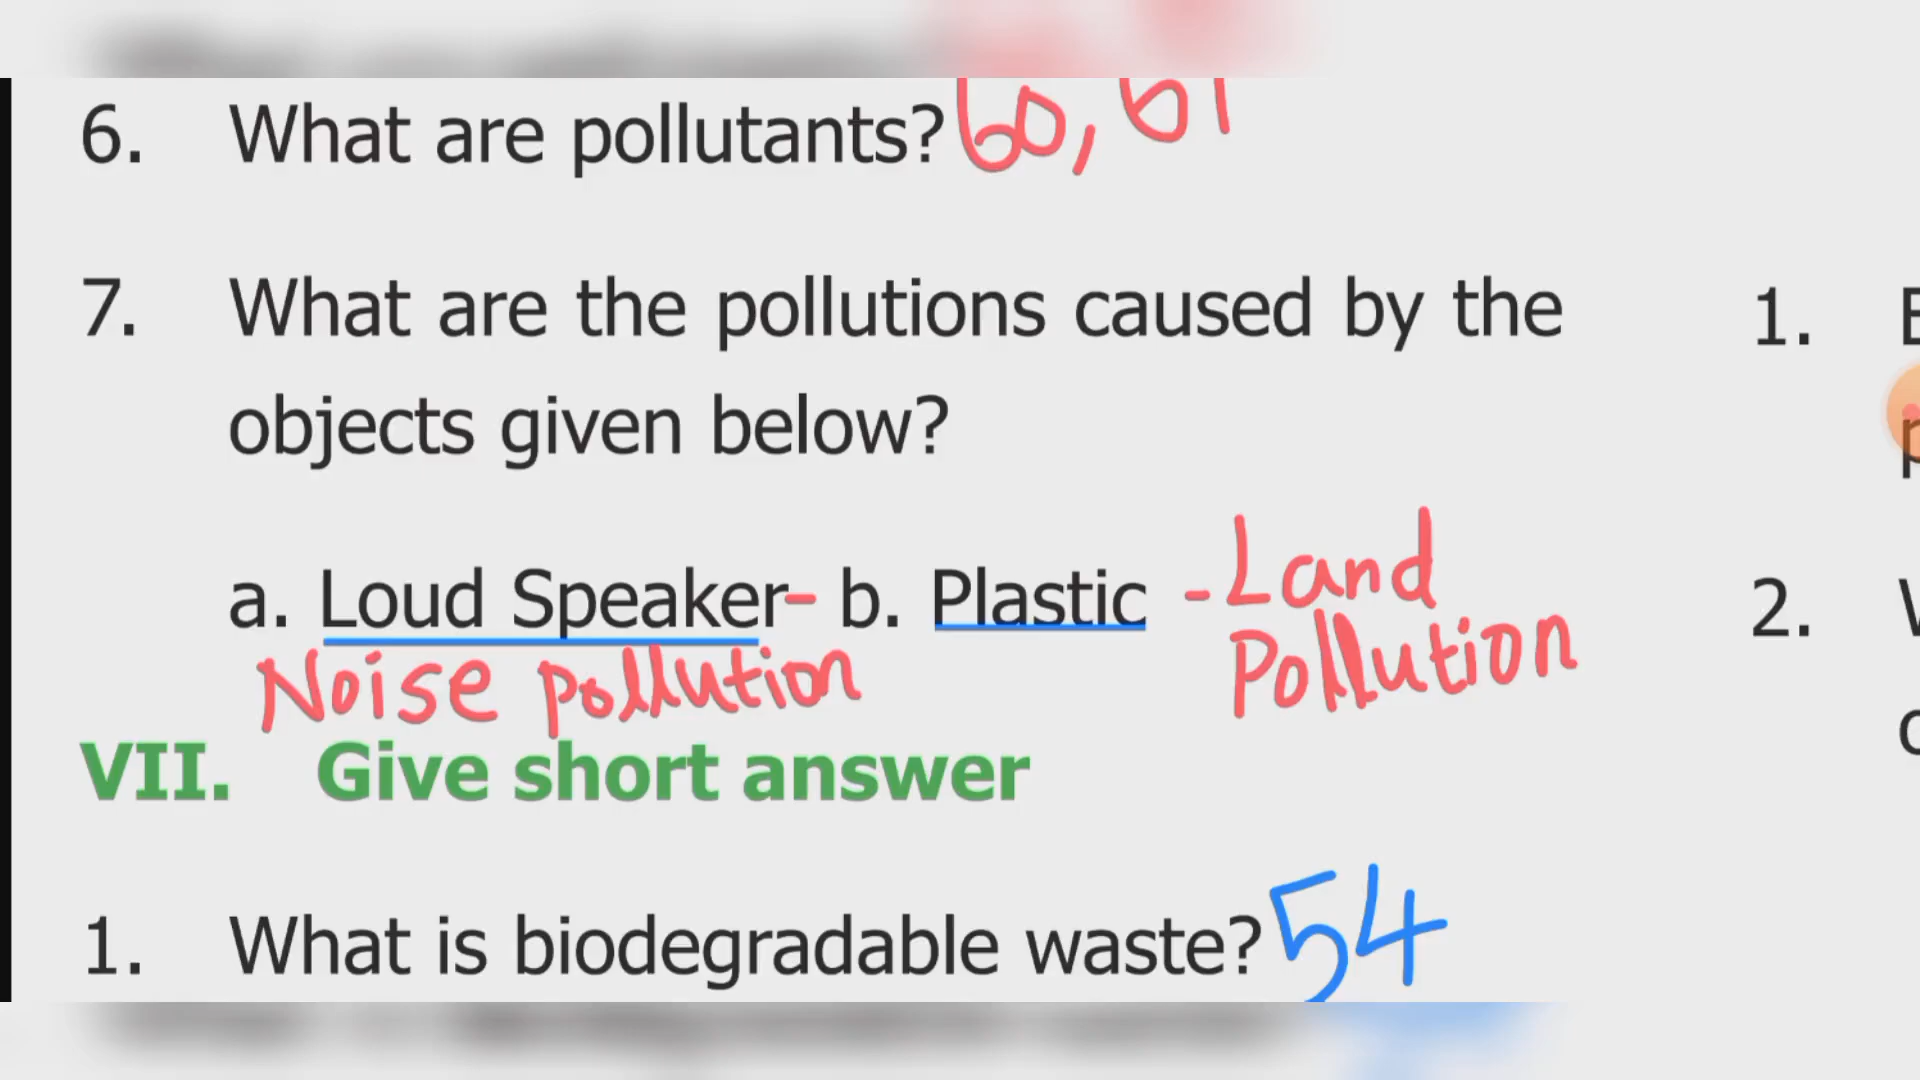 6. What are pollutants? 60, 61
7. What are the pollutions caused by the
objects given below?
a. Loud Speaker- b. Plastic - Land
Pollution
Noise pollution
VII. Give short answer
1. What is biodegradable waste? 54
1.
2.